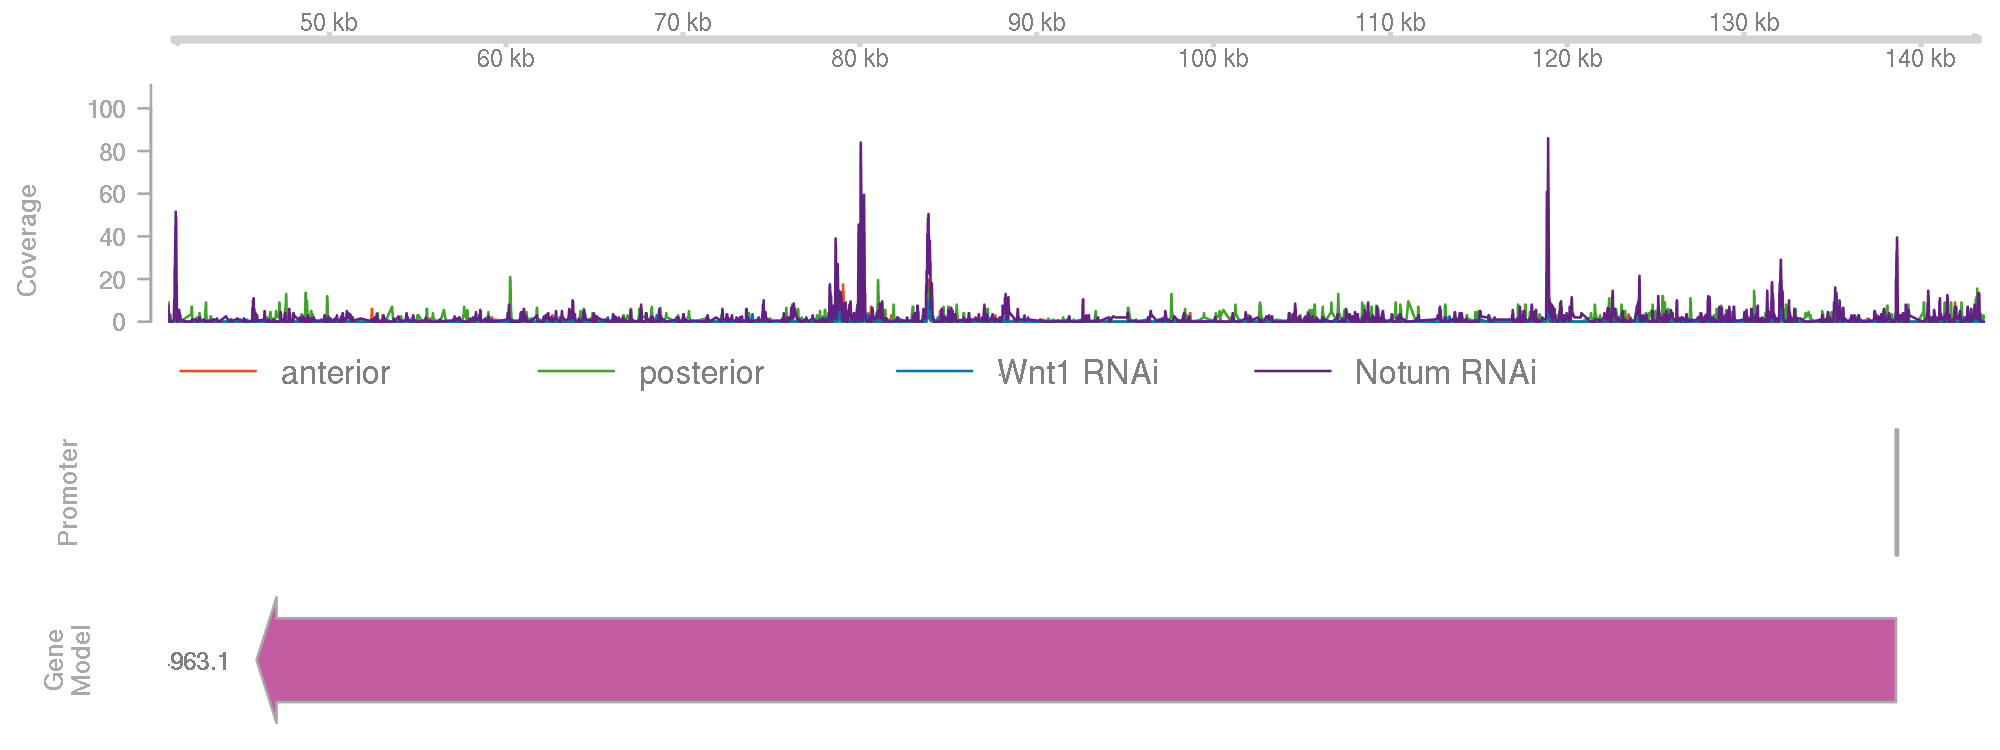 50 kb 70 kb 90 kb 110 kb 130 kb
60 kb 80 kb 100 kb 120 kb 140 kb
Coverage
100
80
60
40
20
0
anterior posterior Wnt1 RNAi Notum RNAi
Promoter
Gene
Model
963.1